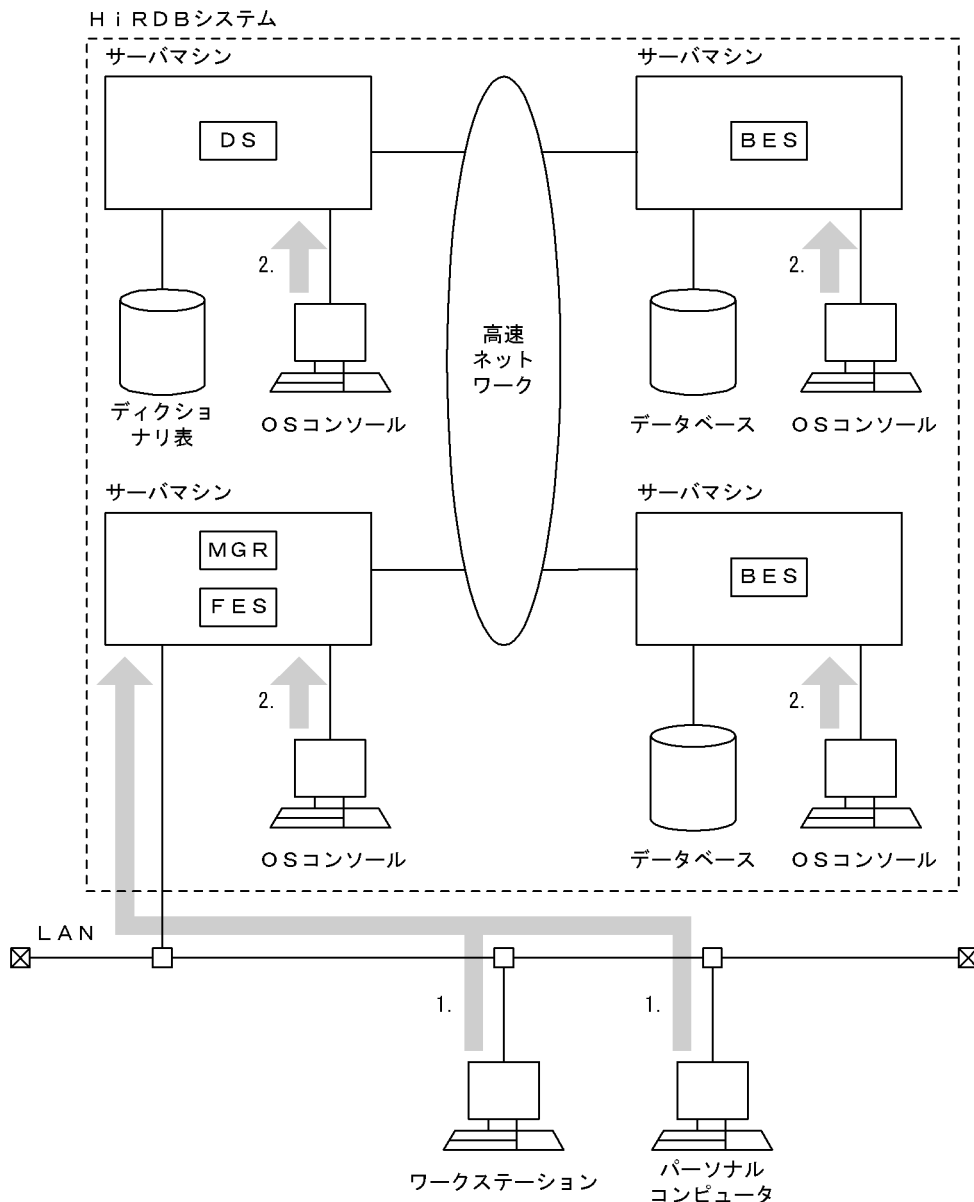 ＨｉＲＤＢシステム
サーバマシン
サーバマシン
ＤＳ
ＢＥＳ
2.
2.
高速
ネット
ワーク
ディクショ
ナリ表
ＯＳコンソール
データベース
ＯＳコンソール
サーバマシン
サーバマシン
ＭＧＲ
ＦＥＳ
ＢＥＳ
2.
2.
ＯＳコンソール
データベース
ＯＳコンソール
ＬＡＮ
1.
1.
ワークステーション
パーソナル
コンピュータ